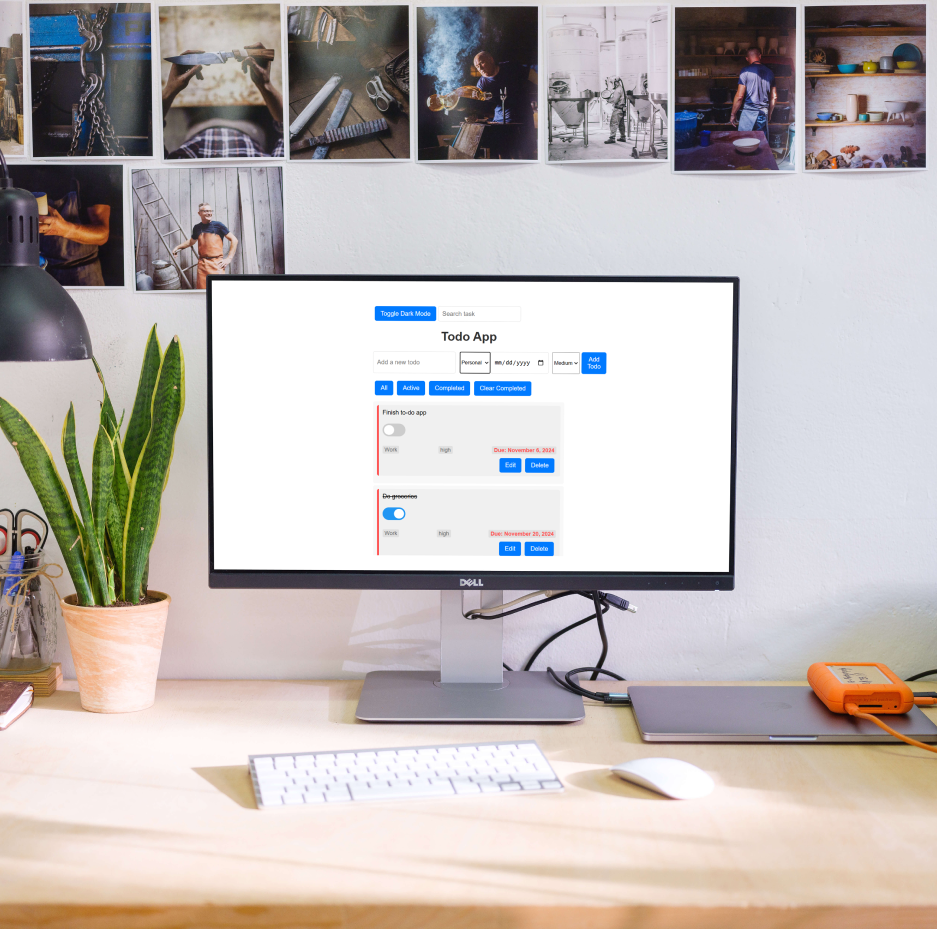 Toggle Dark Mode Search task
Todo App
Add a new todo Personal mm/dd/yyyy Medium Add Todo
All Active Completed Clear Completed
Finish to-do app
Work high Due: November 6, 2024
Edit Delete
Do groceries
Work high Due: November 20, 2024
Edit Delete
DELL